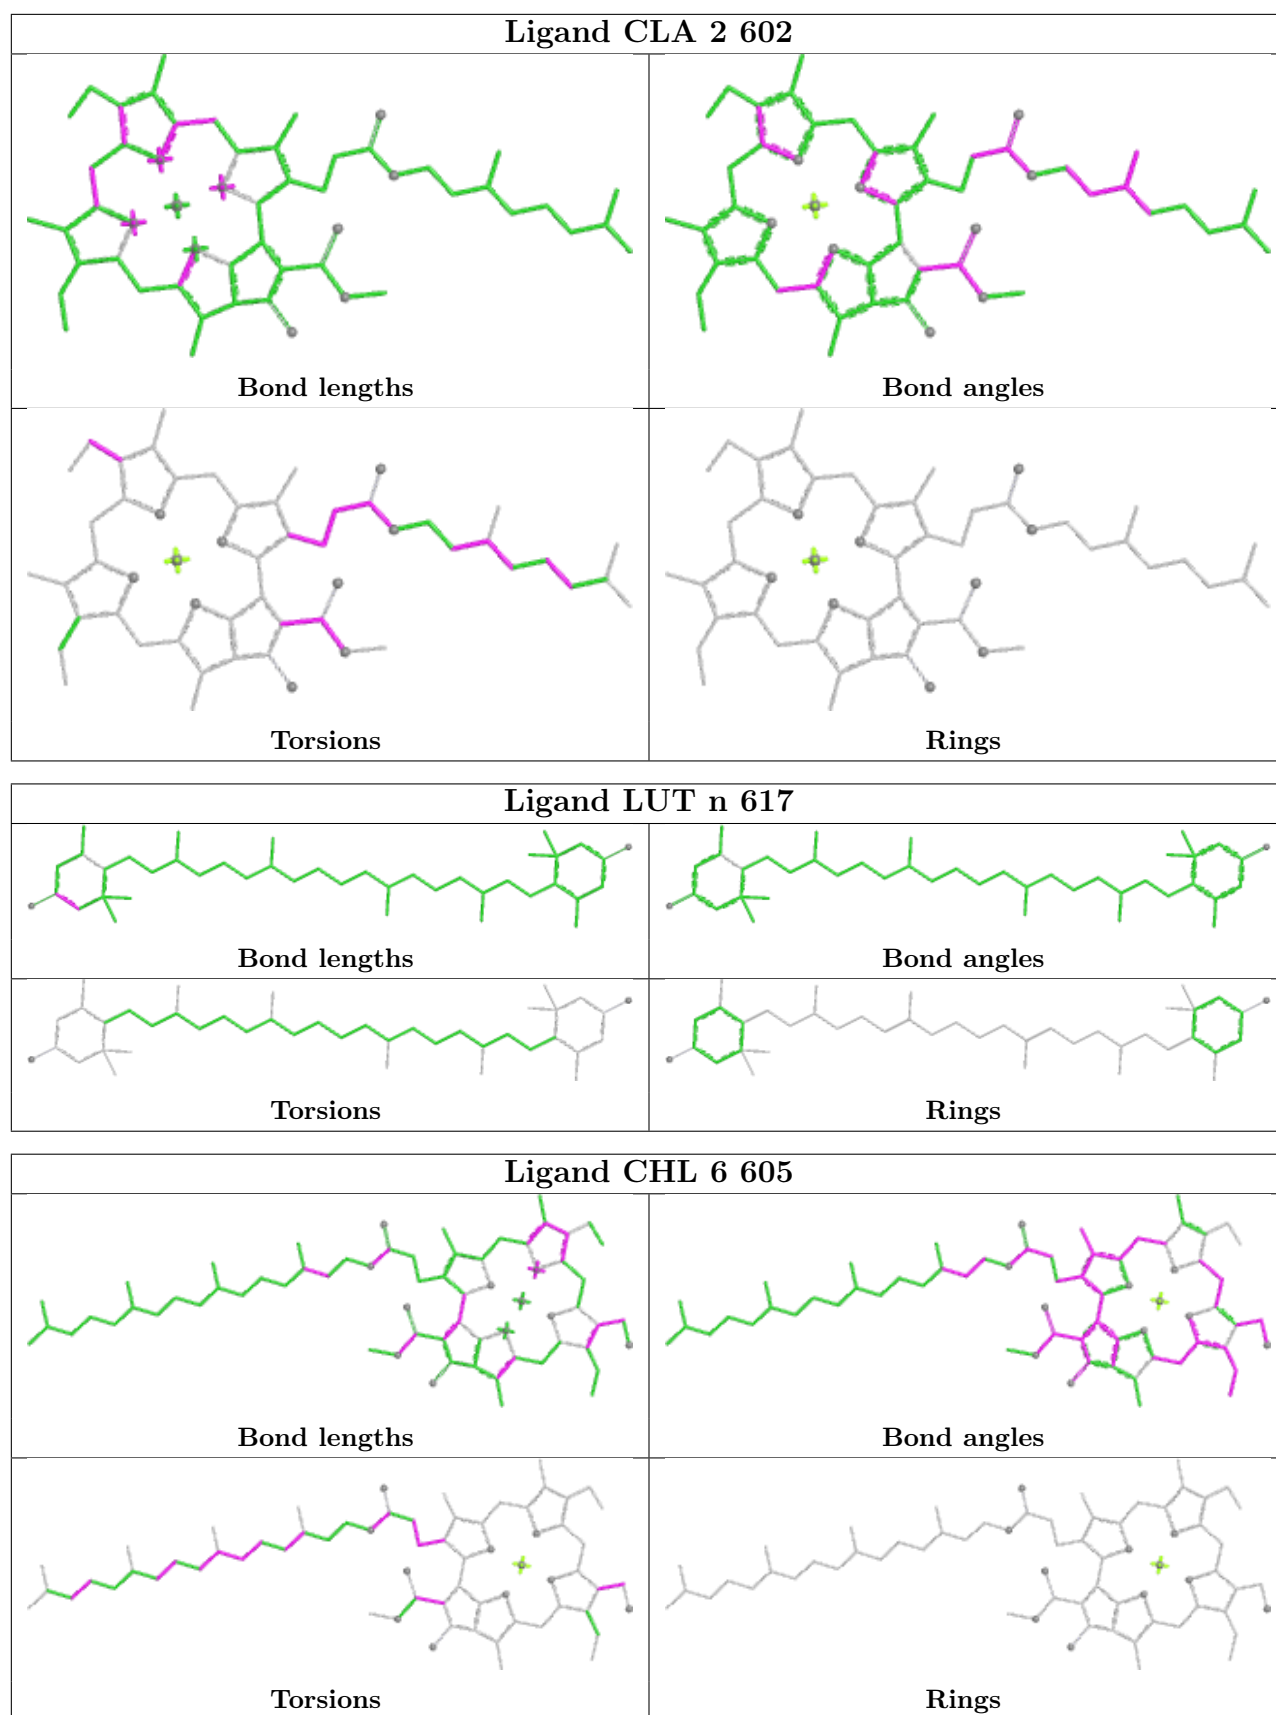 Ligand CLA 2 602
Bond lengths
Bond angles
Torsions
Rings
Ligand LUT n 617
Bond lengths
Bond angles
Torsions
Rings
Ligand CHL 6 605
Bond lengths
Bond angles
Torsions
Rings